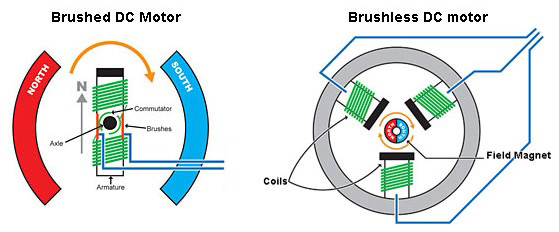 Brushed DC Motor
Brushless DC motor
NORTH
N
SOUTH
Commutator
Axle
Brushes
Armature
Field Magnet
Coils